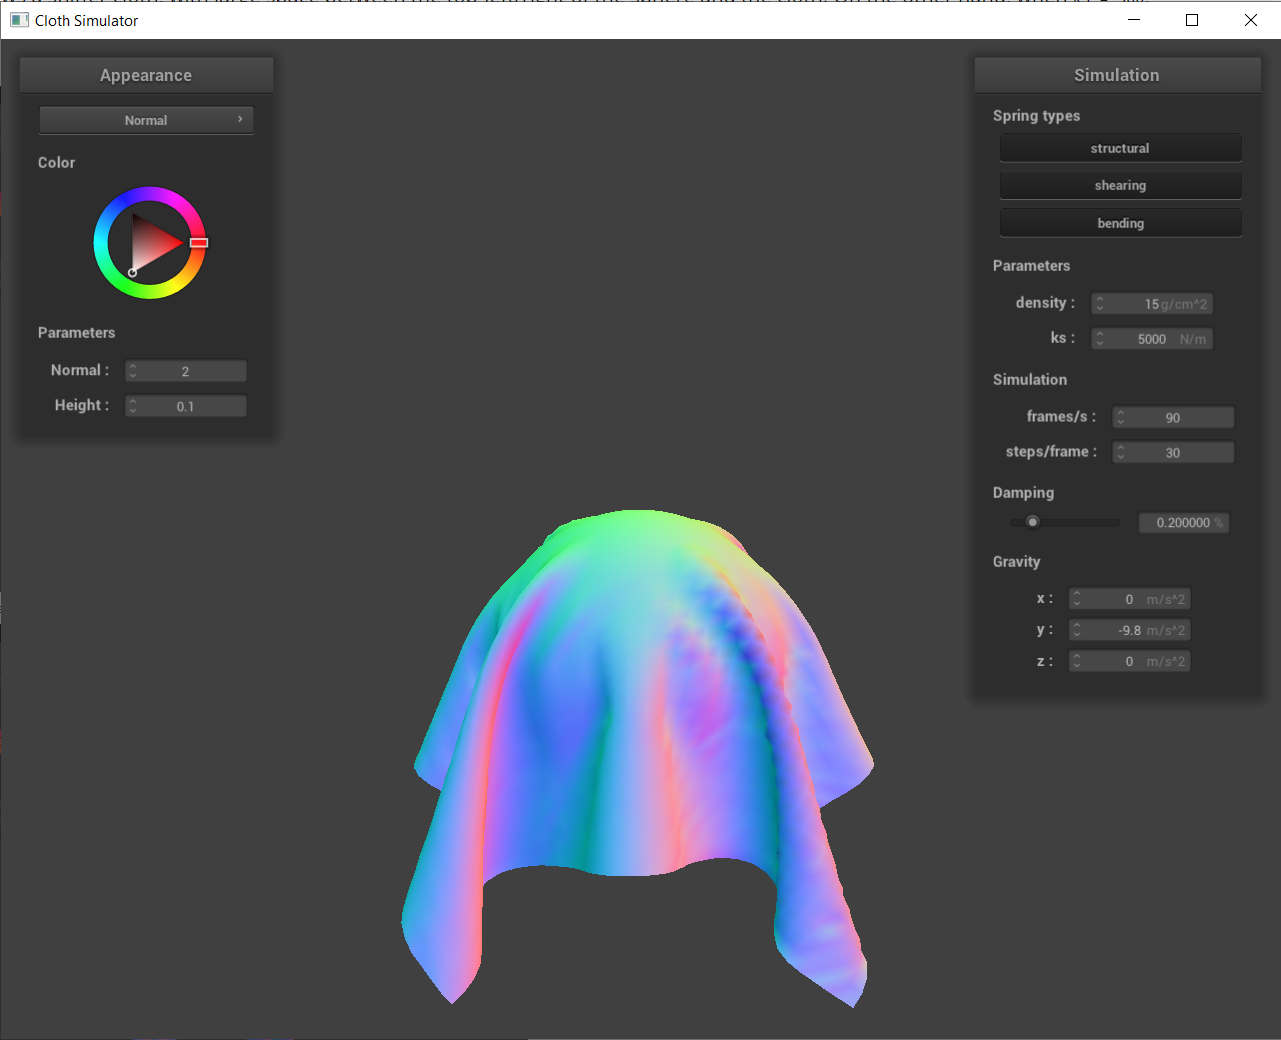 Cloth Simulator
Appearance
Normal
Color
Parameters
Normal : 2
Height : 0.1
Simulation
Spring types
structural
shearing
bending
Parameters
density : 15 g/cm^2
ks : 5000 N/m
Simulation
frames/s : 90
steps/frame : 30
Damping
0.200000 %
Gravity
x : 0 m/s^2
y : -9.8 m/s^2
z : 0 m/s^2